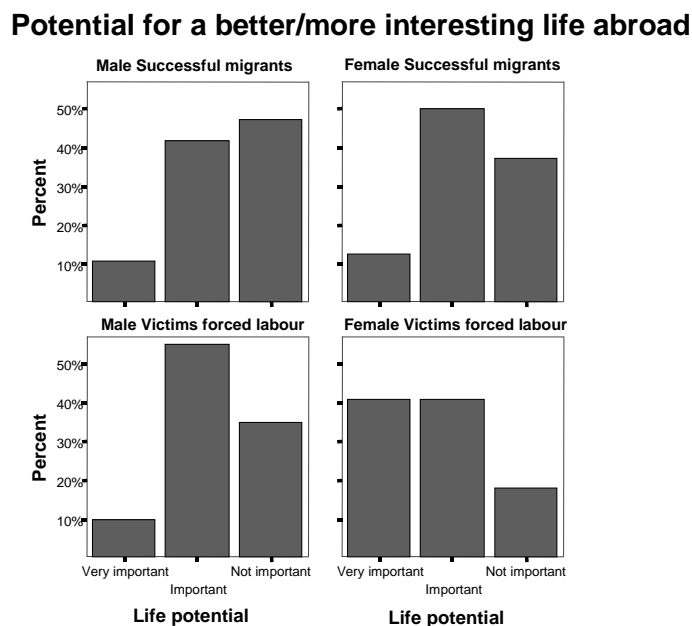 Potential for a better/more interesting life abroad
Male Successful migrants
Female Successful migrants
50%
40%
30%
20%
10%
Percent
Male Victims forced labour
Female Victims forced labour
50%
40%
30%
20%
10%
Percent
Very important
Important
Not important
Very important
Important
Not important
Life potential
Life potential